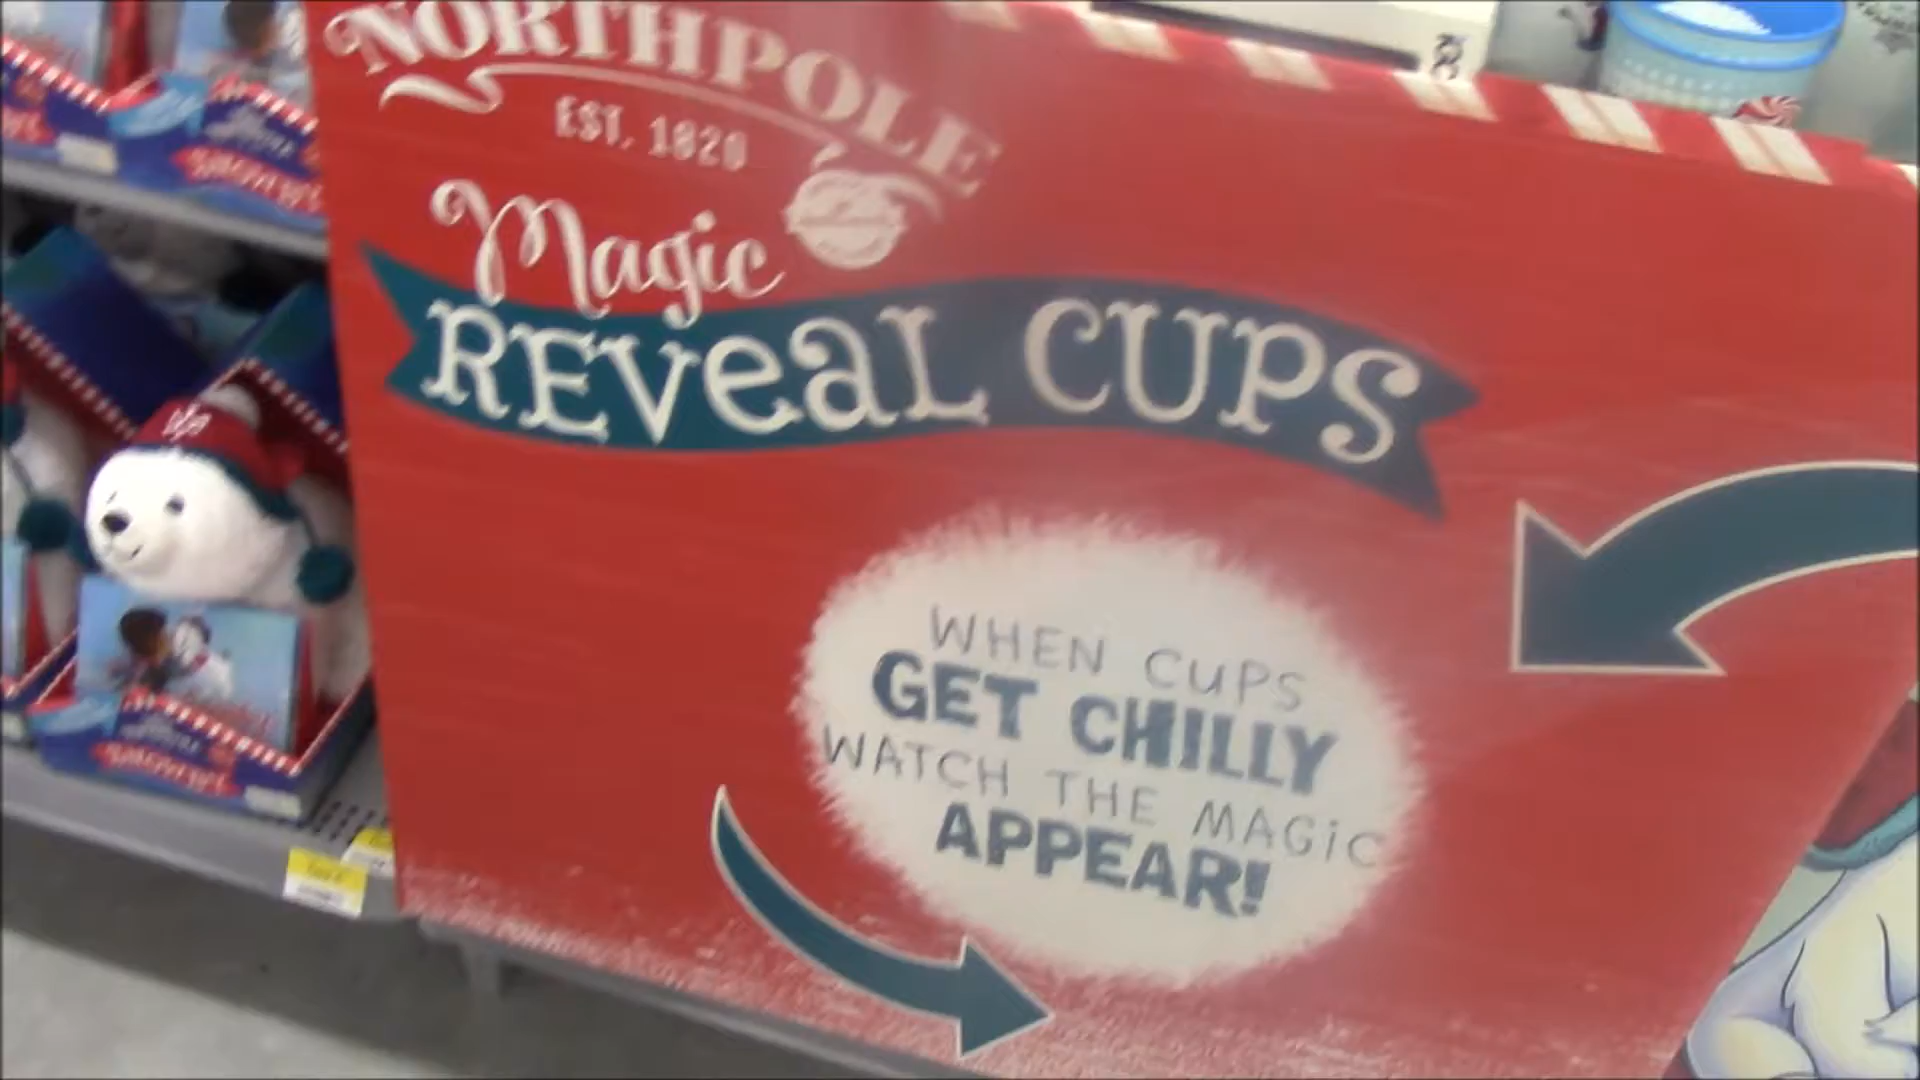 NORTHPOLE
EST. 1820
Magic
REVeaL CUPS
WHEN CuPS
GET CHILLY
WATCH THE MAGiC
APPEAR!